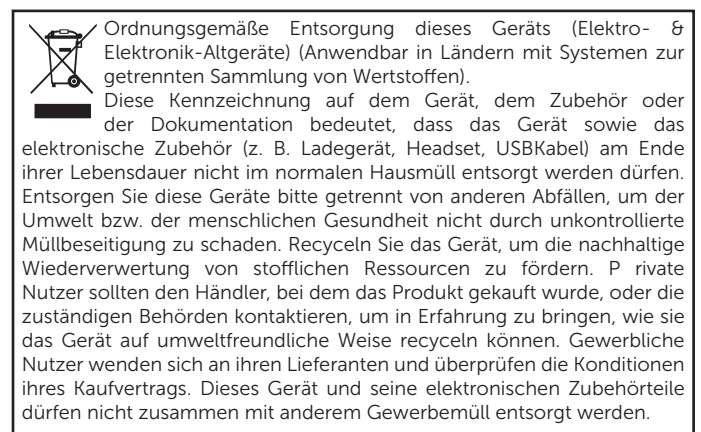 Ordnungsgemäße Entsorgung dieses Geräts (Elektro- &
Elektronik-Altgeräte) (Anwendbar in Ländern mit Systemen zur
getrennten Sammlung von Wertstoffen).
Diese Kennzeichnung auf dem Gerät, dem Zubehör oder
der Dokumentation bedeutet, dass das Gerät sowie das
elektronische Zubehör (z. B. Ladegerät, Headset, USBKabel) am Ende
ihrer Lebensdauer nicht im normalen Hausmüll entsorgt werden dürfen.
Entsorgen Sie diese Geräte bitte getrennt von anderen Abfällen, um der
Umwelt bzw. der menschlichen Gesundheit nicht durch unkontrollierte
Müllbeseitigung zu schaden. Recyceln Sie das Gerät, um die nachhaltige
Wiederverwertung von stofflichen Ressourcen zu fördern. P rivate
Nutzer sollten den Händler, bei dem das Produkt gekauft wurde, oder die
zuständigen Behörden kontaktieren, um in Erfahrung zu bringen, wie sie
das Gerät auf umweltfreundliche Weise recyceln können. Gewerbliche
Nutzer wenden sich an ihren Lieferanten und überprüfen die Konditionen
ihres Kaufvertrags. Dieses Gerät und seine elektronischen Zubehörteile
dürfen nicht zusammen mit anderem Gewerbemüll entsorgt werden.